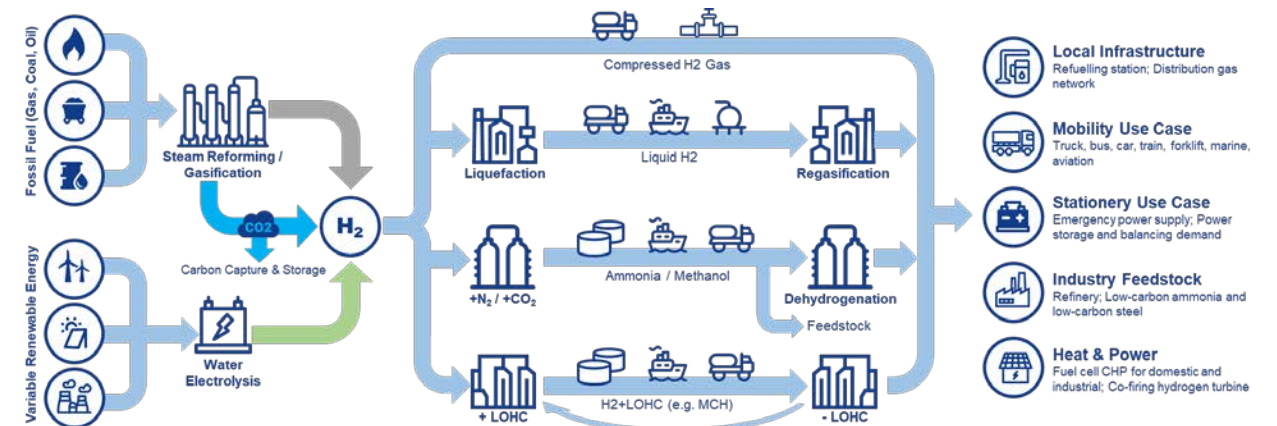 Fossil Fuel (Gas, Coal, Oil)
Steam Reforming /
Gasification
CO2
Carbon Capture & Storage
H₂
Variable Renewable Energy
Water
Electrolysis
Compressed H2 Gas
Liquefaction
Liquid H2
Regasification
+N₂ / +CO₂
Ammonia / Methanol
Dehydrogenation
Feedstock
+ LOHC
H2+LOHC (e.g. MCH)
- LOHC
Local Infrastructure
Refuelling station; Distribution gas
network
Mobility Use Case
Truck, bus, car, train, forklift, marine,
aviation
Stationery Use Case
Emergency power supply; Power
storage and balancing demand
Industry Feedstock
Refinery; Low-carbon ammonia and
low-carbon steel
Heat & Power
Fuel cell CHP for domestic and
industrial; Co-firing hydrogen turbine